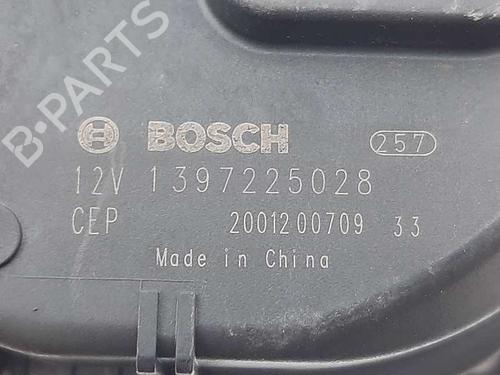 B-PARTS
BOSCH 257
12V 1397225028
CEP 2001200709 33
Made in China